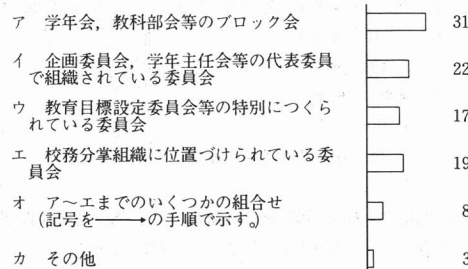 ア 学年会，教科部会等のブロック会 31
イ 企画委員会，学年主任会等の代表委員 22
で組織されている委員会
ウ 教育目標設定委員会等の特別につくら 17
れている委員会
エ 校務分掌組織に位置づけられている委 19
員会
オ ア～エまでのいくつかの組合せ 8
（記号を――→の手順で示す。）
カ その他 3